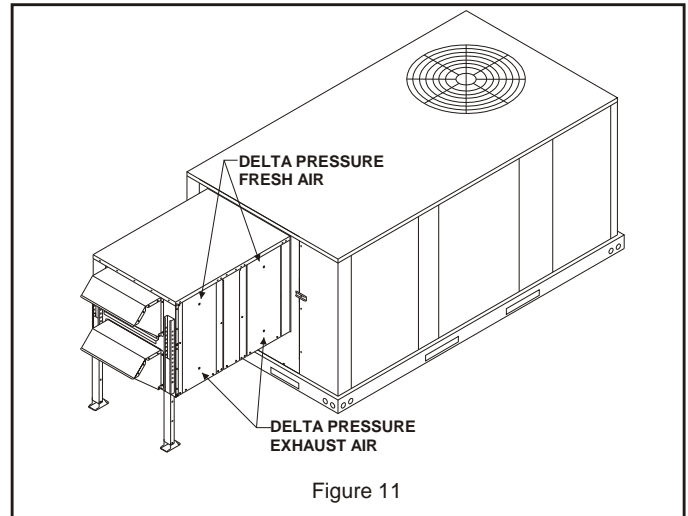 DELTA PRESSURE
FRESH AIR
DELTA PRESSURE
EXHAUST AIR
Figure 11